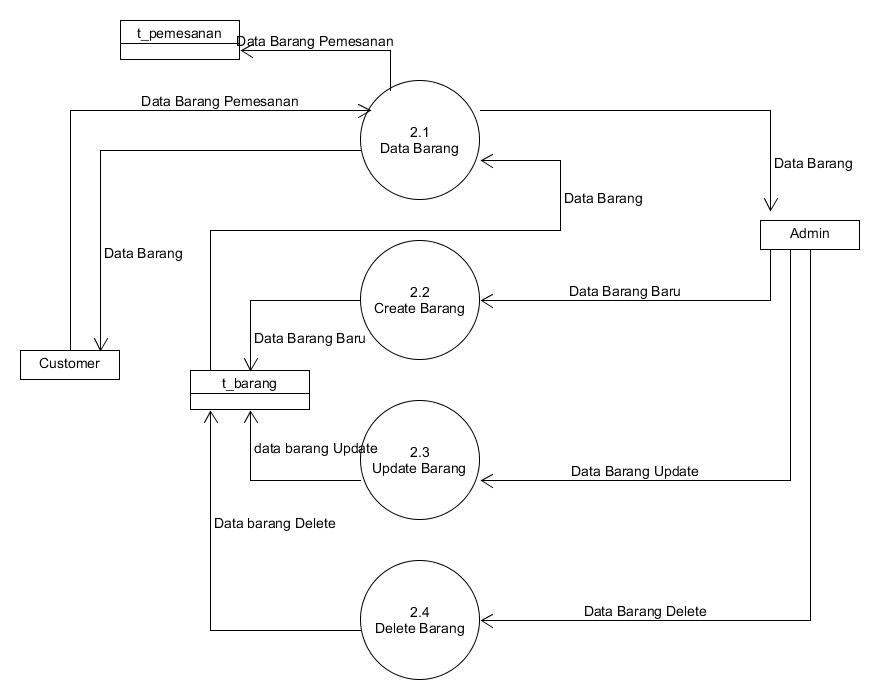 t_pemesanan
Data Barang Pemesanan
Data Barang Pemesanan
2.1
Data Barang
Data Barang
Data Barang
Admin
Data Barang
2.2
Create Barang
Data Barang Baru
Data Barang Baru
Customer
t_barang
data barang Update
2.3
Update Barang
Data Barang Update
Data barang Delete
2.4
Delete Barang
Data Barang Delete